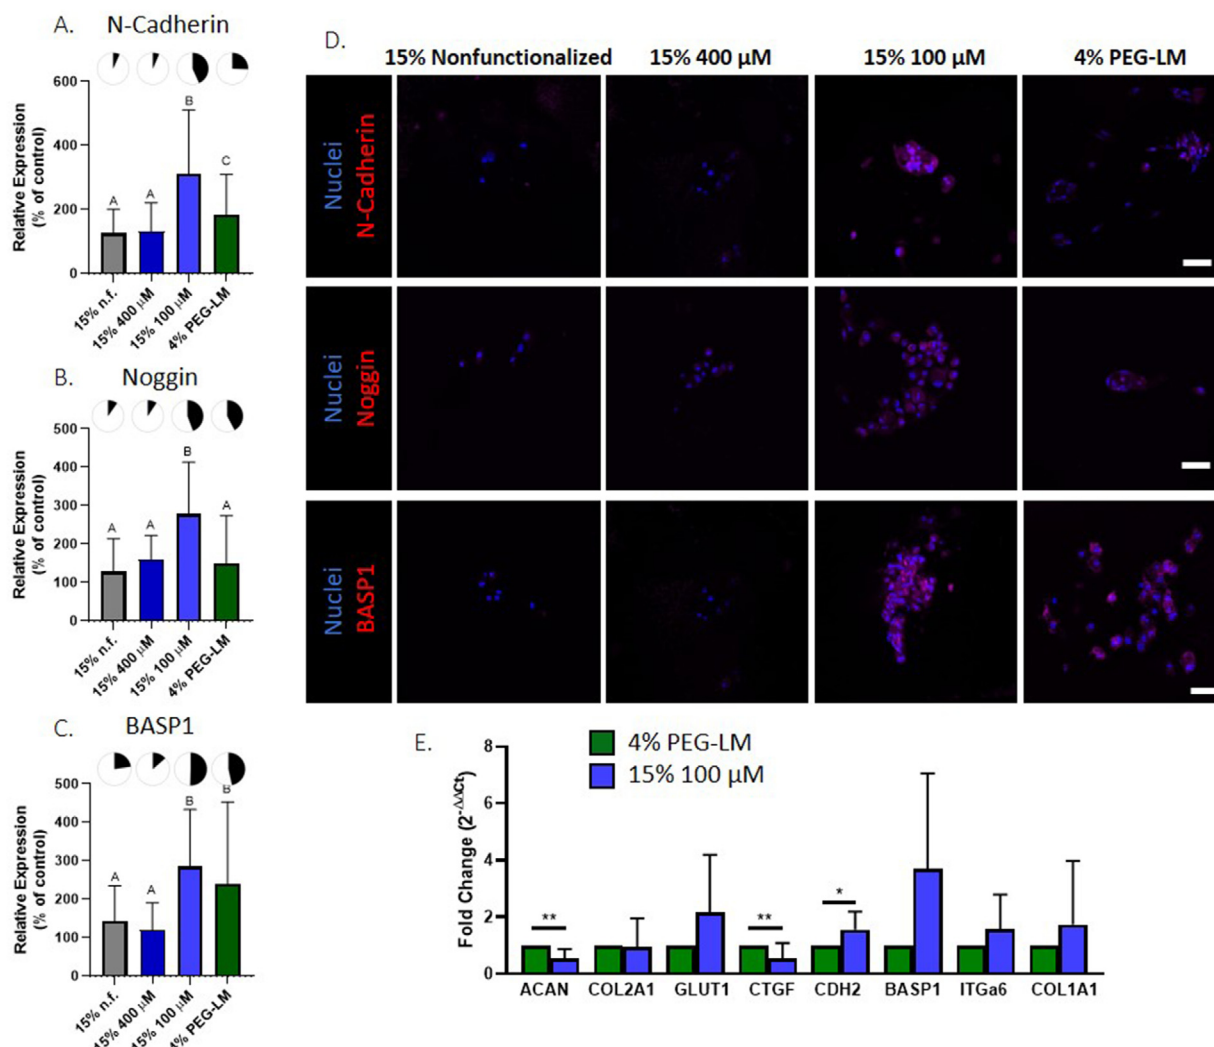 A.
N-Cadherin
600
400
200
0
Relative Expression
(% of control)
A
A
B
C
15% n.f.
15% 400 μM
15% 100 μM
4% PEG-LM
B.
Noggin
500
400
300
200
100
0
Relative Expression
(% of control)
A
A
B
A
15% n.f.
15% 400 μM
15% 100 μM
4% PEG-LM
C.
BASP1
500
400
300
200
100
0
Relative Expression
(% of control)
A
A
B
B
15% n.f.
15% 400 μM
15% 100 μM
4% PEG-LM
D.
15% Nonfunctionalized
15% 400 μM
15% 100 μM
4% PEG-LM
Nuclei
N-Cadherin
Nuclei
Noggin
Nuclei
BASP1
E.
4% PEG-LM
15% 100 μM
8
6
4
2
0
Fold Change (2^-ΔΔCt)
**
**
*
ACAN
COL2A1
GLUT1
CTGF
CDH2
BASP1
ITGa6
COL1A1